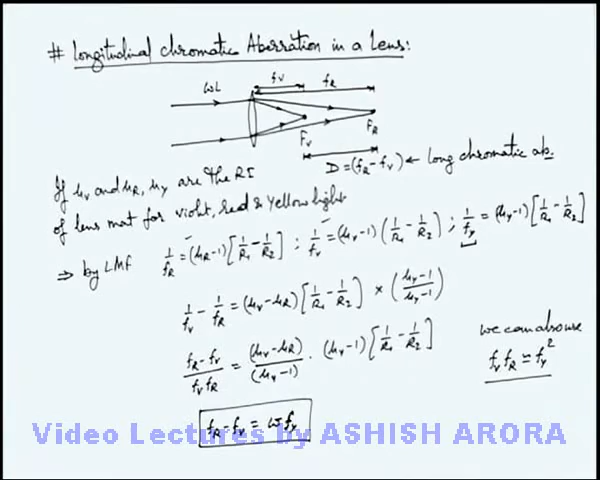 # Longitudinal chromatic Aberration in a Lens:
WL
fv
fR
Fv
FR
D = (fR - fv) ← long chromatic ab
If μv and μR, μy are the RI
of lens mat for violet, red & yellow light
⇒ by LMF 1/fR = (μR-1)[1/R1 - 1/R2] ; 1/fv = (μv-1)(1/R1 - 1/R2) ; 1/fy = (μy-1)[1/R1 - 1/R2]
1/fv - 1/fR = (μv-μR)[1/R1 - 1/R2] × (μy-1/μy-1)
fR-fv/fvfR = (μv-μR)/(μy-1) · (μy-1)[1/R1 - 1/R2]
we can also use
fv fR ≃ fy²
fR - fv = ω fy
Video Lectures by ASHISH ARORA